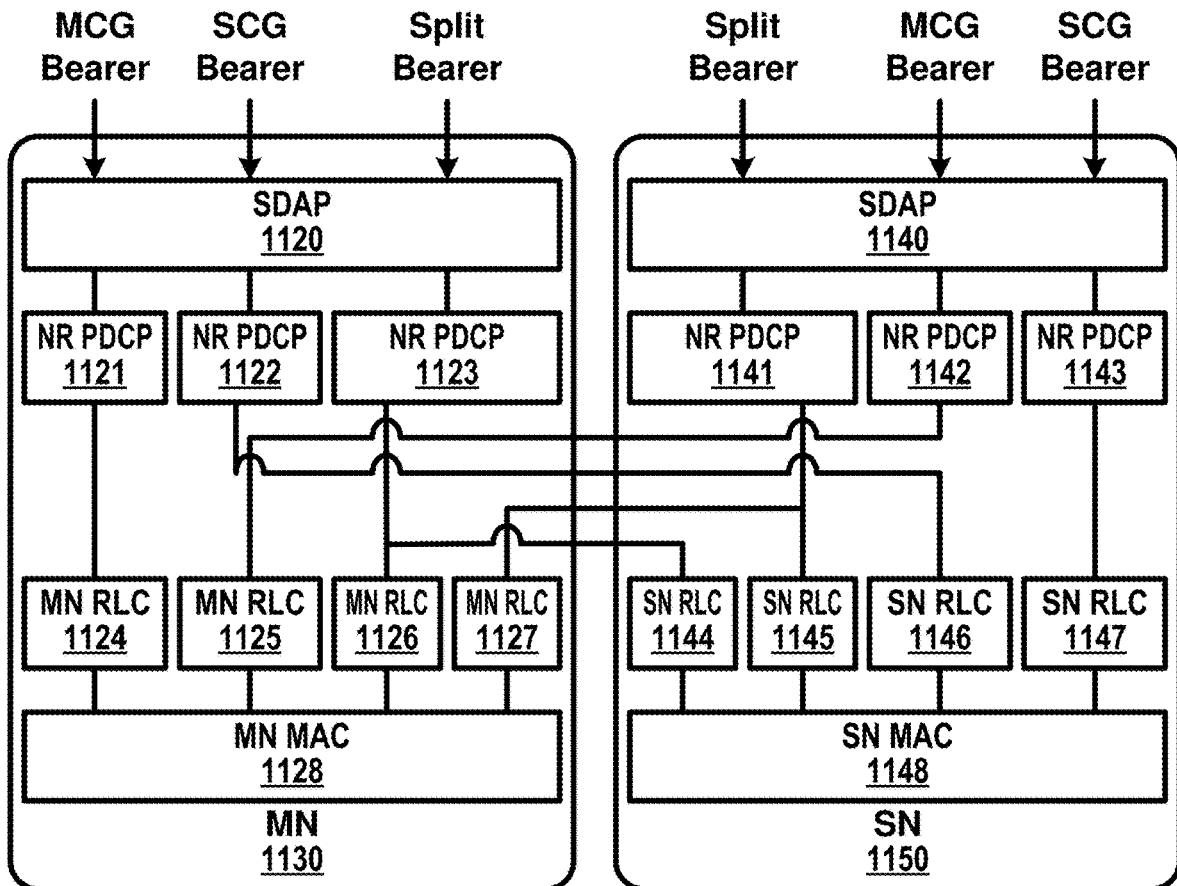 MCG
Bearer
SCG
Bearer
Split
Bearer
Split
Bearer
MCG
Bearer
SCG
Bearer
SDAP
1120
SDAP
1140
NR PDCP
1121
NR PDCP
1122
NR PDCP
1123
NR PDCP
1141
NR PDCP
1142
NR PDCP
1143
MN RLC
1124
MN RLC
1125
MN RLC
1126
MN RLC
1127
SN RLC
1144
SN RLC
1145
SN RLC
1146
SN RLC
1147
MN MAC
1128
SN MAC
1148
MN
1130
SN
1150